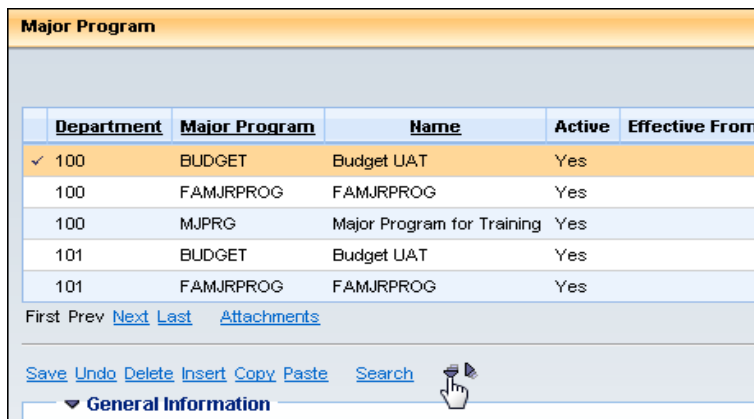 Major Program
Department Major Program Name Active Effective From
100 BUDGET Budget UAT Yes
100 FAMJRPROG FAMJRPROG Yes
100 MJPRG Major Program for Training Yes
101 BUDGET Budget UAT Yes
101 FAMJRPROG FAMJRPROG Yes
First Prev Next Last Attachments
Save Undo Delete Insert Copy Paste Search
General Information